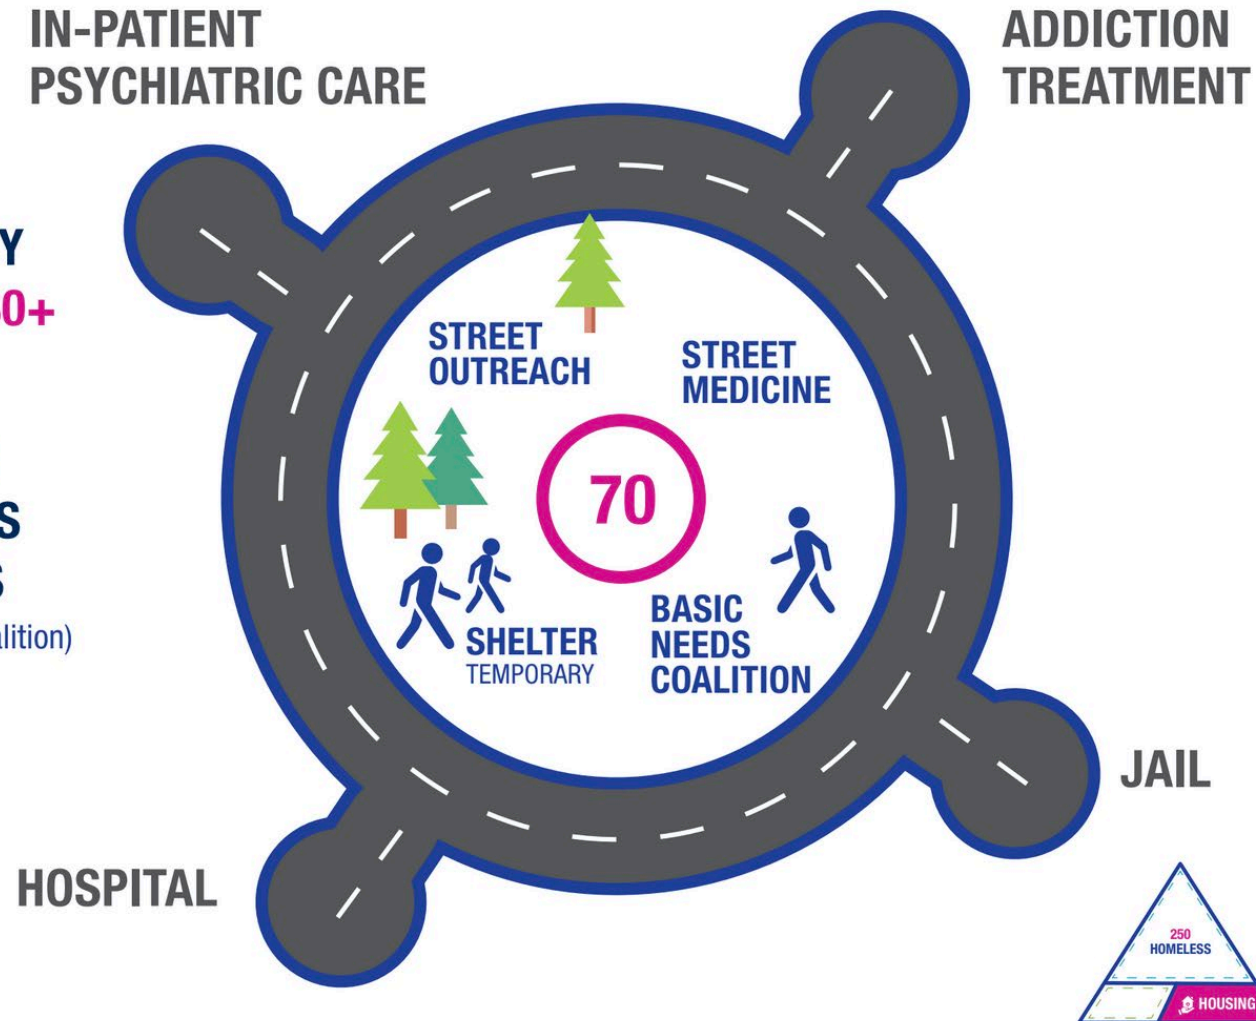 IN-PATIENT
PSYCHIATRIC CARE
ADDICTION
TREATMENT
STREET
OUTREACH
STREET
MEDICINE
70
SHELTER
TEMPORARY
BASIC
NEEDS
COALITION
JAIL
HOSPITAL
250
HOMELESS
HOUSING